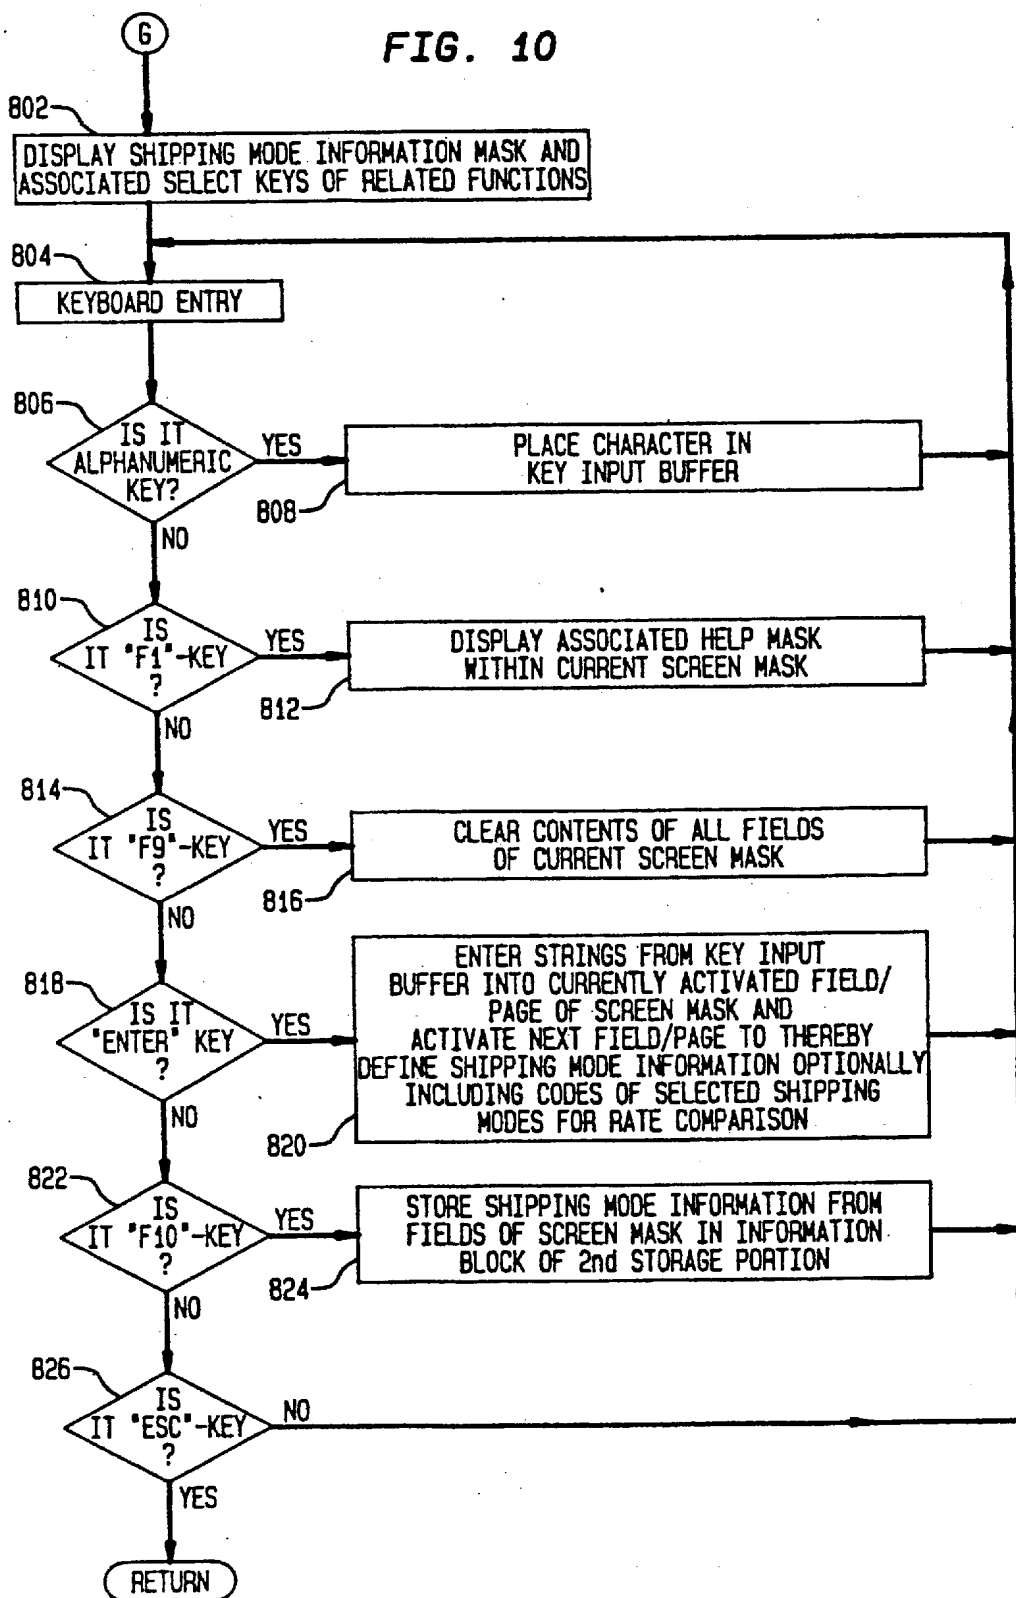 G
FIG. 10
802
DISPLAY SHIPPING MODE INFORMATION MASK AND
ASSOCIATED SELECT KEYS OF RELATED FUNCTIONS
804
KEYBOARD ENTRY
806
IS IT
ALPHANUMERIC
KEY?
YES
NO
PLACE CHARACTER IN
KEY INPUT BUFFER
808
810
IS
IT "F1"-KEY
?
YES
NO
DISPLAY ASSOCIATED HELP MASK
WITHIN CURRENT SCREEN MASK
812
814
IS
IT "F9"-KEY
?
YES
NO
CLEAR CONTENTS OF ALL FIELDS
OF CURRENT SCREEN MASK
816
818
IS IT
"ENTER" KEY
?
YES
NO
ENTER STRINGS FROM KEY INPUT
BUFFER INTO CURRENTLY ACTIVATED FIELD/
PAGE OF SCREEN MASK AND
ACTIVATE NEXT FIELD/PAGE TO THEREBY
DEFINE SHIPPING MODE INFORMATION OPTIONALLY
INCLUDING CODES OF SELECTED SHIPPING
MODES FOR RATE COMPARISON
820
822
IS
IT "F10"-KEY
?
YES
NO
STORE SHIPPING MODE INFORMATION FROM
FIELDS OF SCREEN MASK IN INFORMATION
BLOCK OF 2nd STORAGE PORTION
824
826
IS
IT "ESC"-KEY
?
NO
YES
RETURN